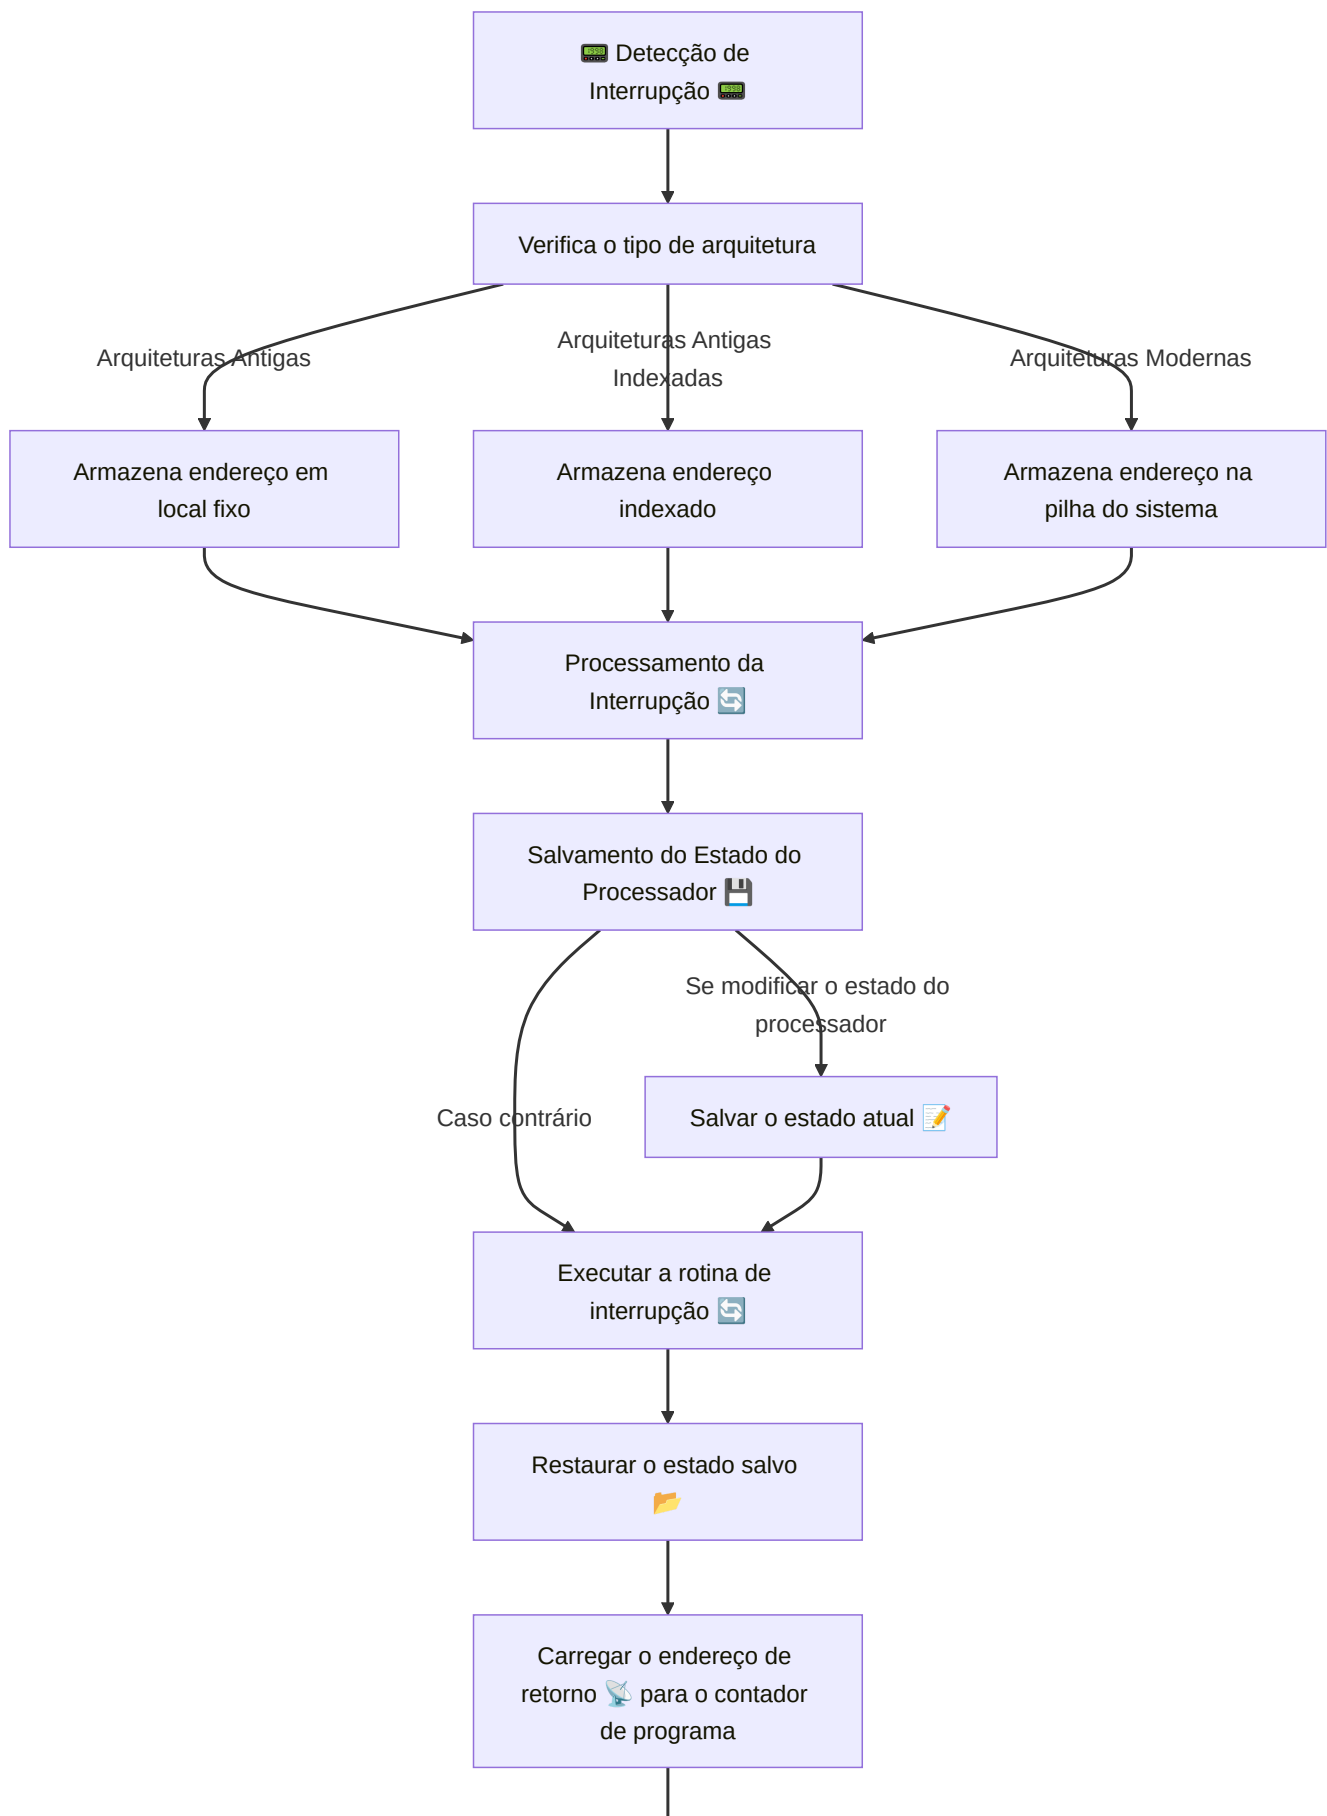 📟 Detecção de
Interrupção 📟
Verifica o tipo de arquitetura
Arquiteturas Antigas
Arquiteturas Antigas
Indexadas
Arquiteturas Modernas
Armazena endereço em
local fixo
Armazena endereço
indexado
Armazena endereço na
pilha do sistema
Processamento da
Interrupção 🔄
Salvamento do Estado do
Processador 💾
Se modificar o estado do
processador
Caso contrário
Salvar o estado atual 📝
Executar a rotina de
interrupção 🔄
Restaurar o estado salvo
📂
Carregar o endereço de
retorno 📡 para o contador
de programa